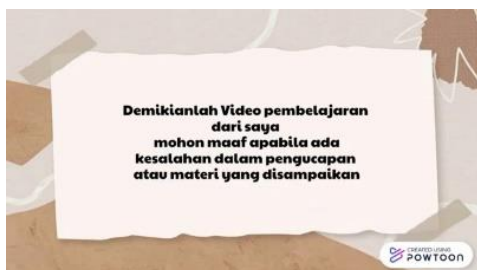 Demikianlah Video pembelajaran
dari saya
mohon maaf apabila ada
kesalahan dalam pengucapan
atau materi yang disampaikan
CREATED USING
POWTOON